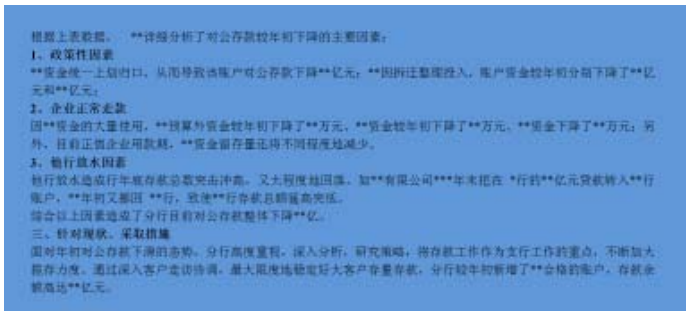 根据上表数据， **详细分析了对公存款较年初下降的主要因素：
1、政策性因素
**资金统一上划归口，从而导致该账户对公存款下降**亿元；**因拆迁整理投入，账户资金较年初分别下降了**亿
元和**亿元；
2、企业正常走款
因**资金的大量使用，**预算外资金较年初下降了**万元，**资金较年初下降了**万元、**资金下降了**万元；另
外，目前正值企业用款期，**资金留存量还将不同程度地减少。
3、他行放水因素
他行放水造成行年底存款总数突击冲高，又大程度地回落。如**有限公司***年末把在 *行的**亿元贷款转入**行
账户，**年初又挪回 **行，致使**行存款总额虚高突低。
综合以上因素造成了分行目前对公存款整体下降**亿。
三、针对现状、采取措施
面对年初对公存款下滑的态势，分行高度重视，深入分析，研究策略，将存款工作作为支行工作的重点，不断加大
揽存力度。通过深入客户走访协调，最大限度地稳定好大客户存量存款，分行较年初新增了**合格的账户，存款余
额高达**亿元。